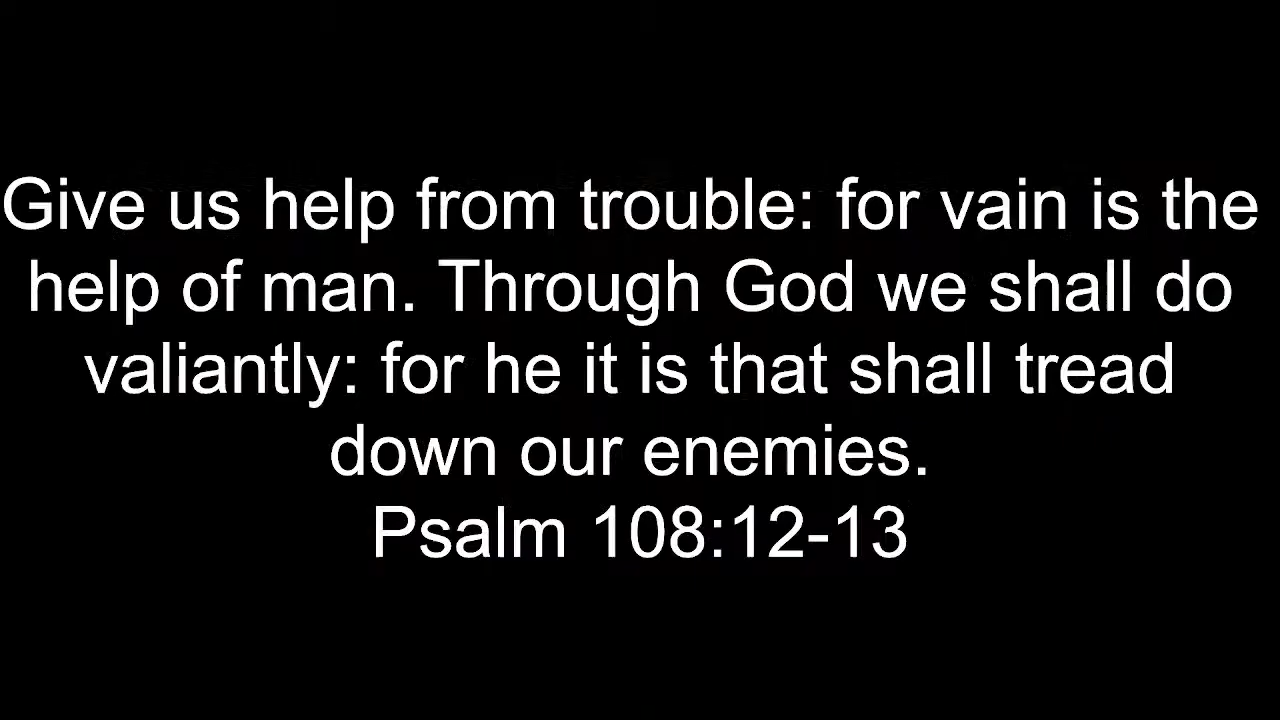 Give us help from trouble: for vain is the
help of man. Through God we shall do
valiantly: for he it is that shall tread
down our enemies.
Psalm 108:12-13